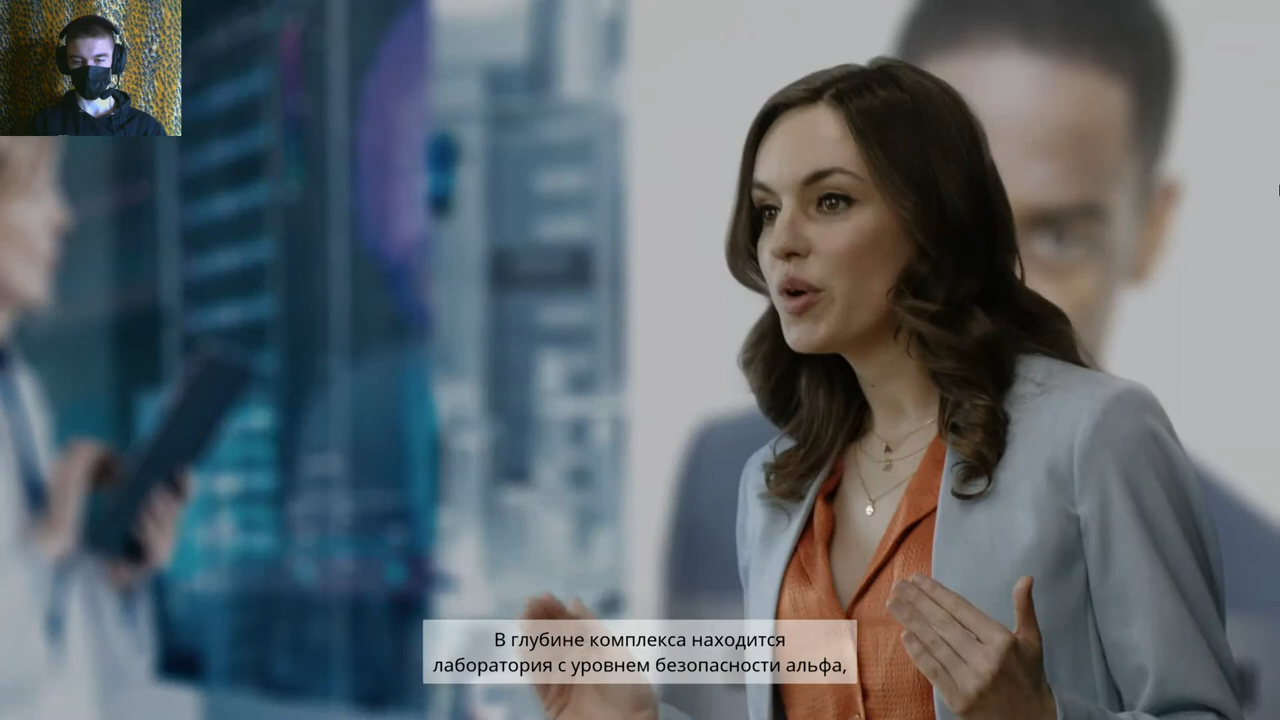 В глубине комплекса находится
лаборатория с уровнем безопасности альфа,